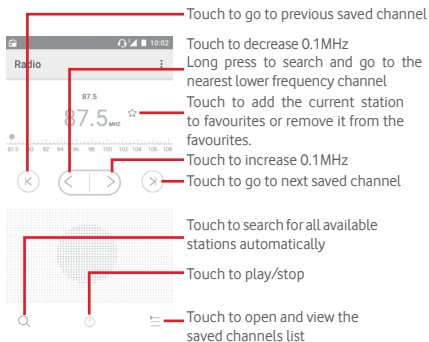 Touch to go to previous saved channel
10:02
Touch to decrease 0.1MHz
Radio
Long press to search and go to the
nearest lower frequency channel
87.5
Touch to add the current station
87.5 MHZ
to favourites or remove it from the
favourites.
87.5 90 92 94 96 98 100 102 104 106 108
Touch to increase 0.1MHz
Touch to go to next saved channel
Touch to search for all available
stations automatically
Touch to play/stop
Touch to open and view the
saved channels list